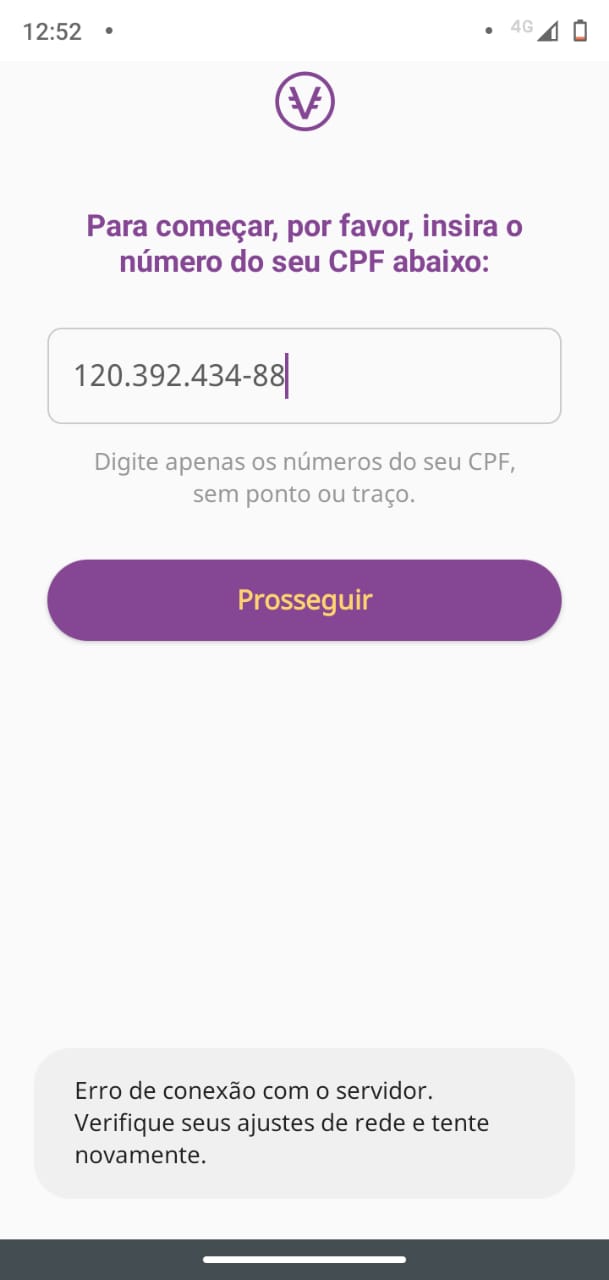 12:52
4G
Para começar, por favor, insira o
número do seu CPF abaixo:
120.392.434-88
Digite apenas os números do seu CPF,
sem ponto ou traço.
Prosseguir
Erro de conexão com o servidor.
Verifique seus ajustes de rede e tente
novamente.